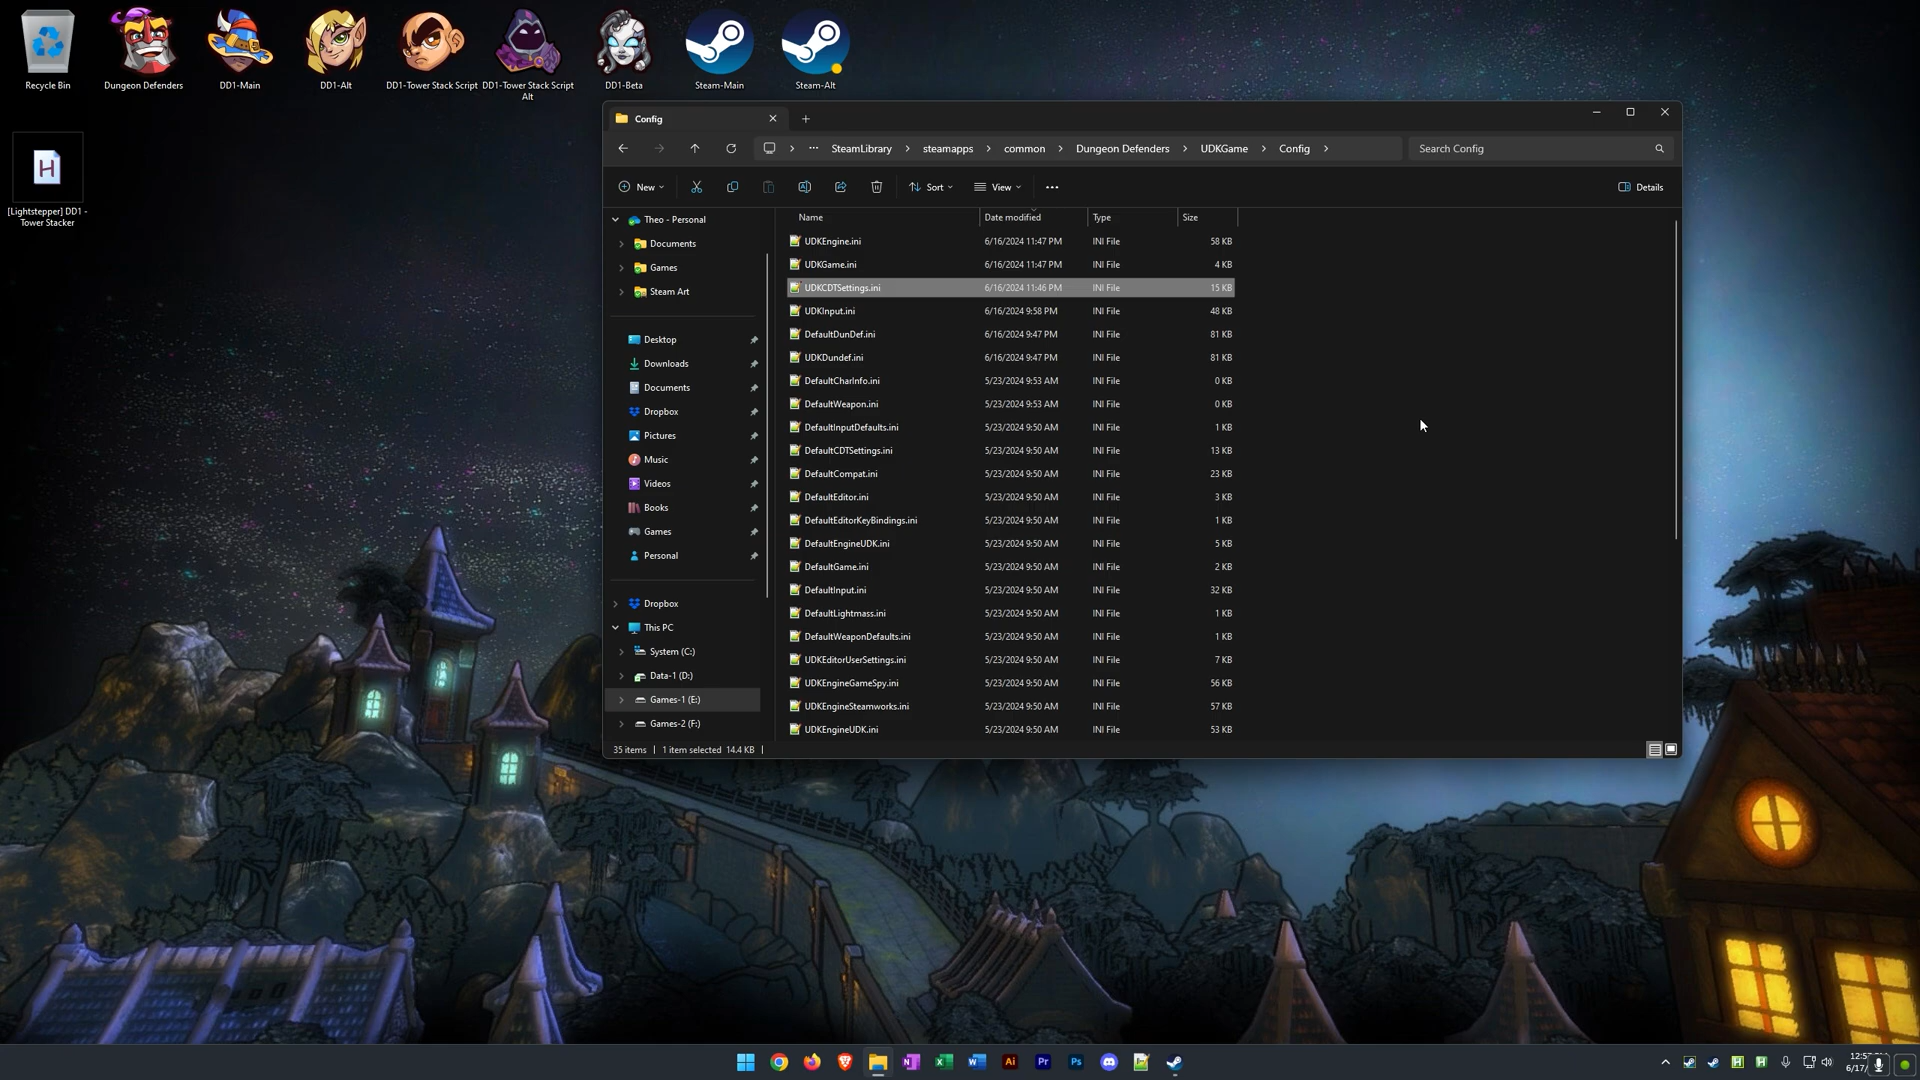 Recycle Bin
Dungeon Defenders
DD1-Main
DD1-Alt
DD1-Tower Stack Script
DD1-Tower Stack Script
Alt
DD1-Beta
Steam-Main
Steam-Alt
H
[Lightstepper] DD1 -
Tower Stacker
Config
SteamLibrary
steamapps
common
Dungeon Defenders
UDKGame
Config
Search Config
New
Sort
View
Details
Theo - Personal
Documents
Games
Steam Art
Desktop
Downloads
Documents
Dropbox
Pictures
Music
Videos
Books
Games
Personal
Dropbox
This PC
System (C:)
Data-1 (D:)
Games-1 (E:)
Games-2 (F:)
Name Date modified Type Size
UDKEngine.ini 6/16/2024 11:47 PM INI File 58 KB
UDKGame.ini 6/16/2024 11:47 PM INI File 4 KB
UDKCDTSettings.ini 6/16/2024 11:46 PM INI File 15 KB
UDKInput.ini 6/16/2024 9:58 PM INI File 48 KB
DefaultDunDef.ini 6/16/2024 9:47 PM INI File 81 KB
UDKDundef.ini 6/16/2024 9:47 PM INI File 81 KB
DefaultCharInfo.ini 5/23/2024 9:53 AM INI File 0 KB
DefaultWeapon.ini 5/23/2024 9:53 AM INI File 0 KB
DefaultInputDefaults.ini 5/23/2024 9:50 AM INI File 1 KB
DefaultCDTSettings.ini 5/23/2024 9:50 AM INI File 13 KB
DefaultCompat.ini 5/23/2024 9:50 AM INI File 23 KB
DefaultEditor.ini 5/23/2024 9:50 AM INI File 3 KB
DefaultEditorKeyBindings.ini 5/23/2024 9:50 AM INI File 1 KB
DefaultEngineUDK.ini 5/23/2024 9:50 AM INI File 5 KB
DefaultGame.ini 5/23/2024 9:50 AM INI File 2 KB
DefaultInput.ini 5/23/2024 9:50 AM INI File 32 KB
DefaultLightmass.ini 5/23/2024 9:50 AM INI File 1 KB
DefaultWeaponDefaults.ini 5/23/2024 9:50 AM INI File 1 KB
UDKEditorUserSettings.ini 5/23/2024 9:50 AM INI File 7 KB
UDKEngineGameSpy.ini 5/23/2024 9:50 AM INI File 56 KB
UDKEngineSteamworks.ini 5/23/2024 9:50 AM INI File 57 KB
UDKEngineUDK.ini 5/23/2024 9:50 AM INI File 53 KB
35 items 1 item selected 14.4 KB
Ai
Pr
Ps
6/17/